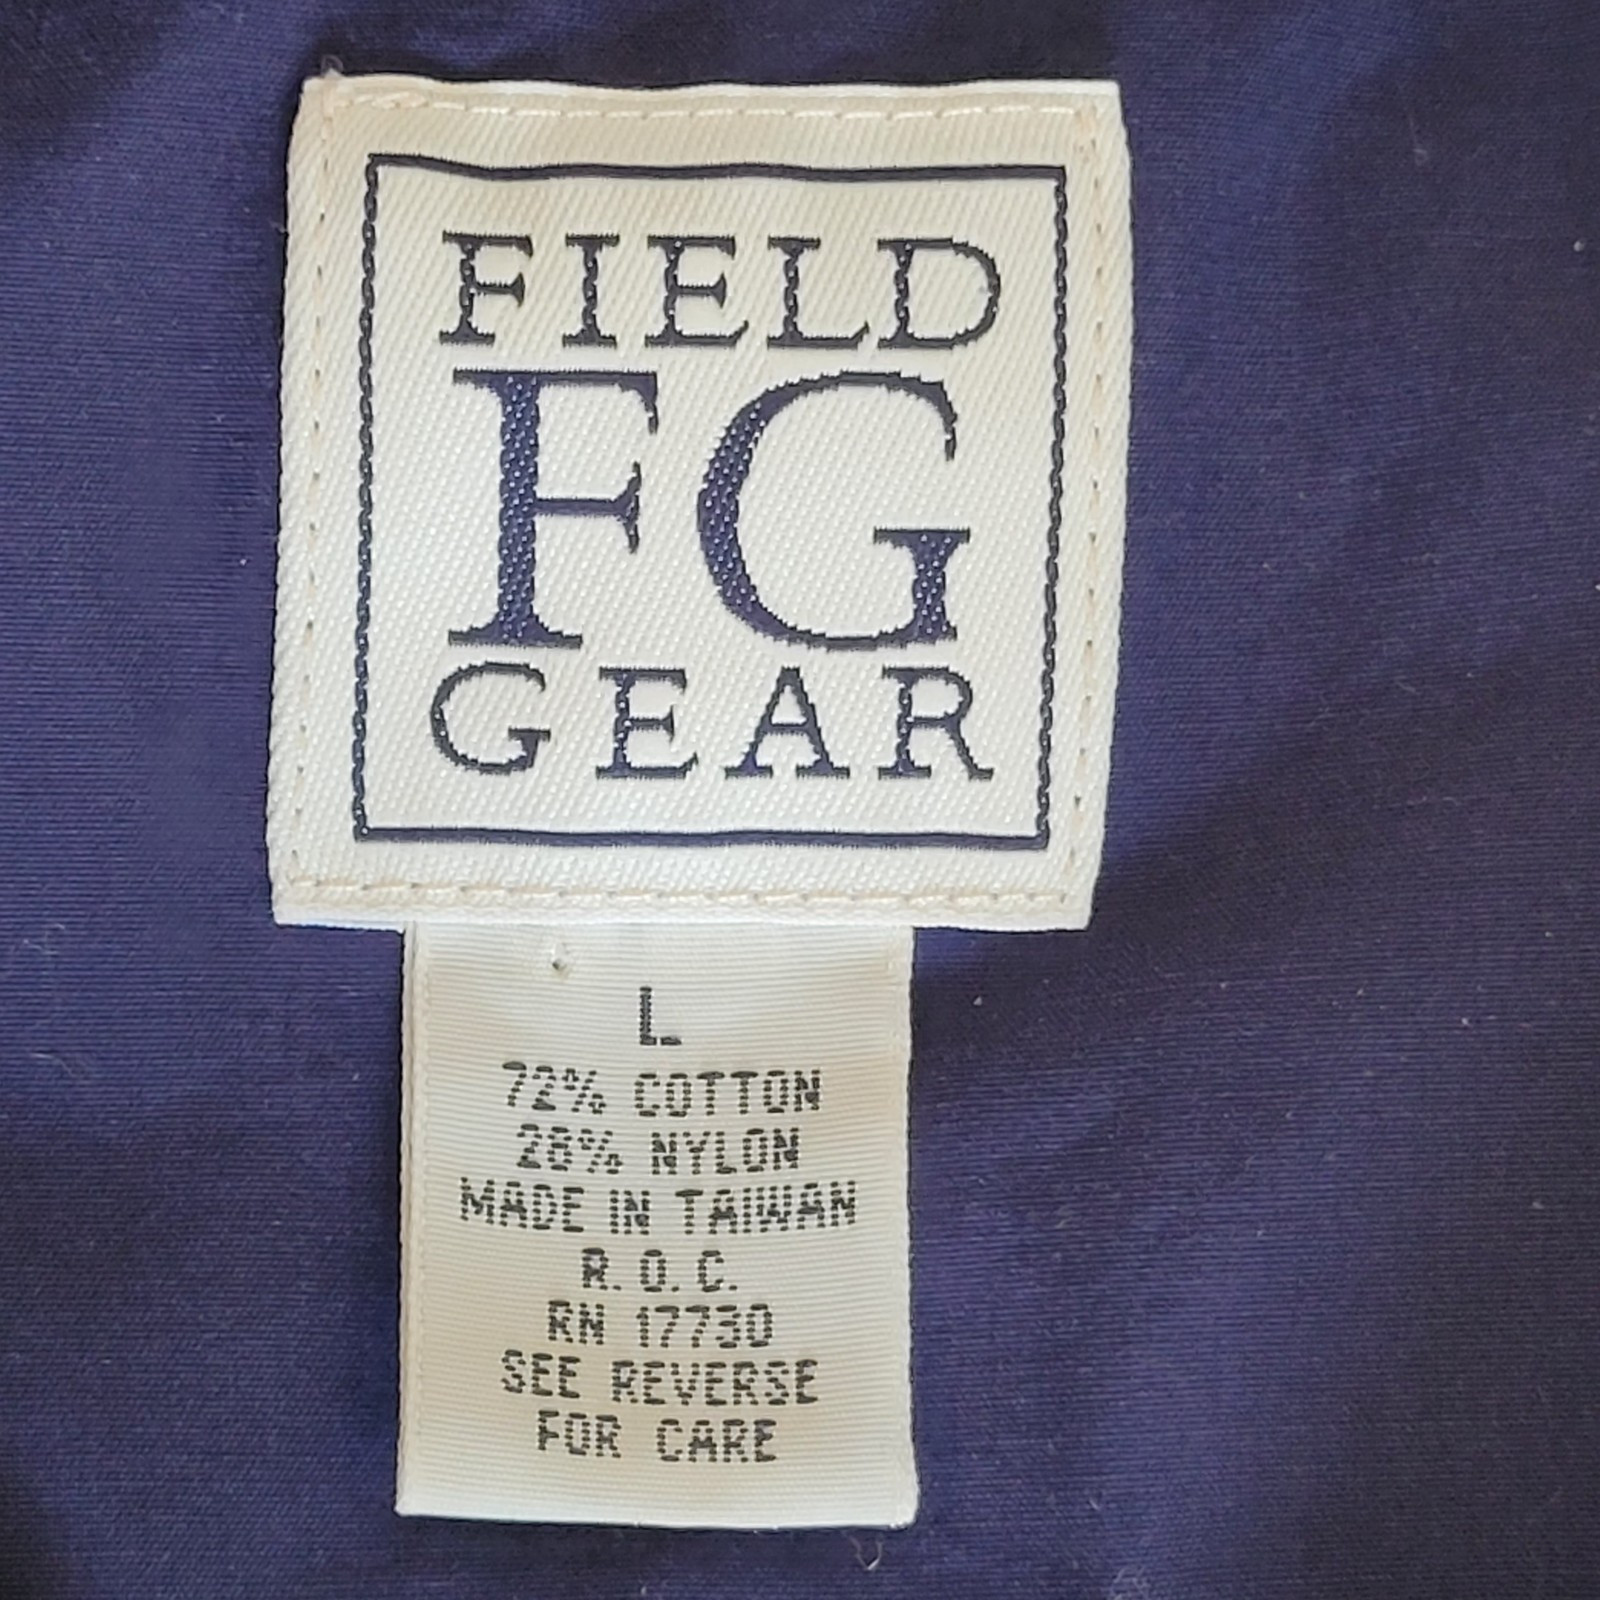 FIELD
FG
GEAR
L
72% COTTON
28% NYLON
MADE IN TAIWAN
R.O.C.
RN 17730
SEE REVERSE
FOR CARE